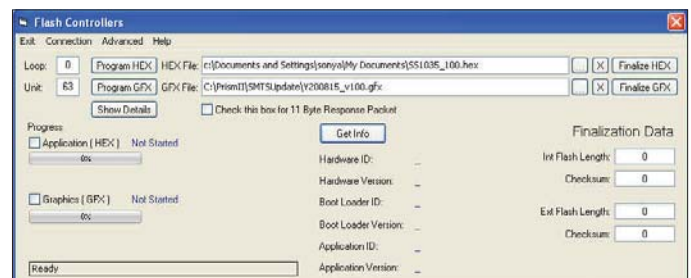 Flash Controllers
Exit Connection Advanced Help
Loop: 0 Program HEX HEX File: c:\Documents and Settings\sonya\My Documents\SS1035_100.hex X Finalize HEX
Unit: 63 Program GFX GFX File: C:\PrismII\SMTSUpdate\Y200815_v100.gfx X Finalize GFX
Show Details Check this box for 11 Byte Response Packet
Progress Get Info Finalization Data
Application ( HEX ) Not Started
0% Hardware ID: _ Int Flash Length: 0
Hardware Version: _ Checksum: 0
Graphics ( GFX ) Not Started Boot Loader ID: _
0% Boot Loader Version: _ Ext Flash Length: 0
Application ID: _ Checksum: 0
Ready Application Version: _